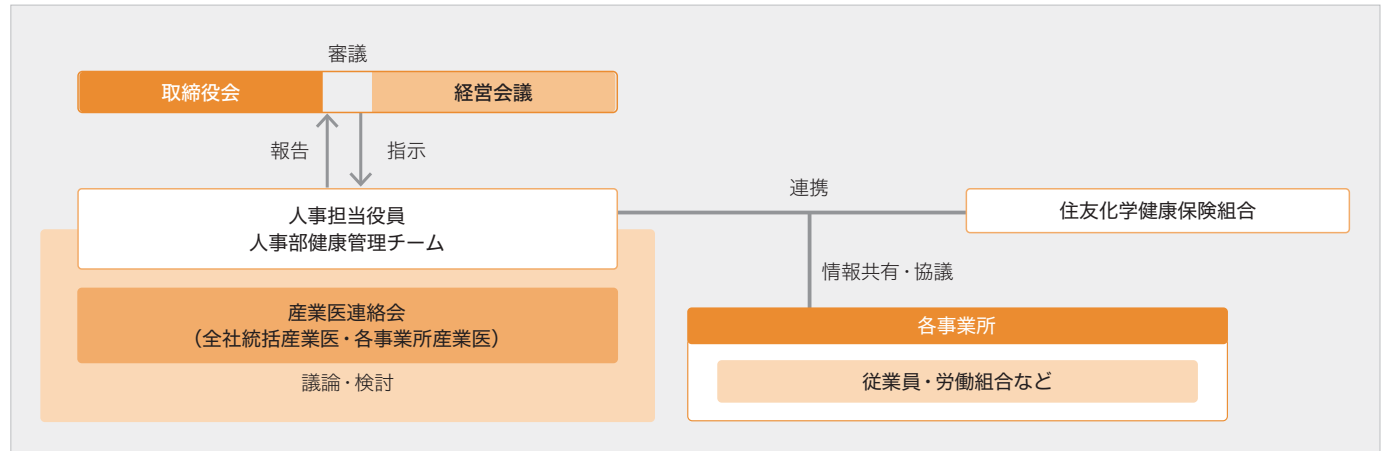 審議
取締役会
経営会議
報告
指示
人事担当役員
人事部健康管理チーム
連携
住友化学健康保険組合
情報共有・協議
産業医連絡会
（全社統括産業医・各事業所産業医）
議論・検討
各事業所
従業員・労働組合など